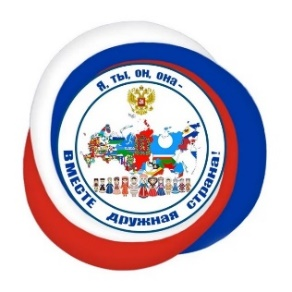 Я, ты, он, она -
ВМЕСТЕ дружная страна!